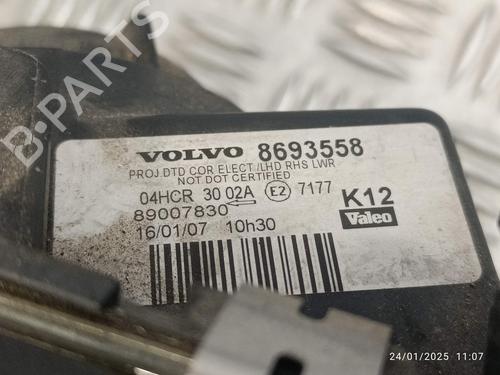 VOLVO 8693558
PROJ DTD COR ELECT /LHD RHS LWR
NOT DOT CERTIFIED
04HCR 30 02A E2 7177
89007830
16/01/07 10h30
K12
Valeo
B-Parts
24/01/2025 11:07